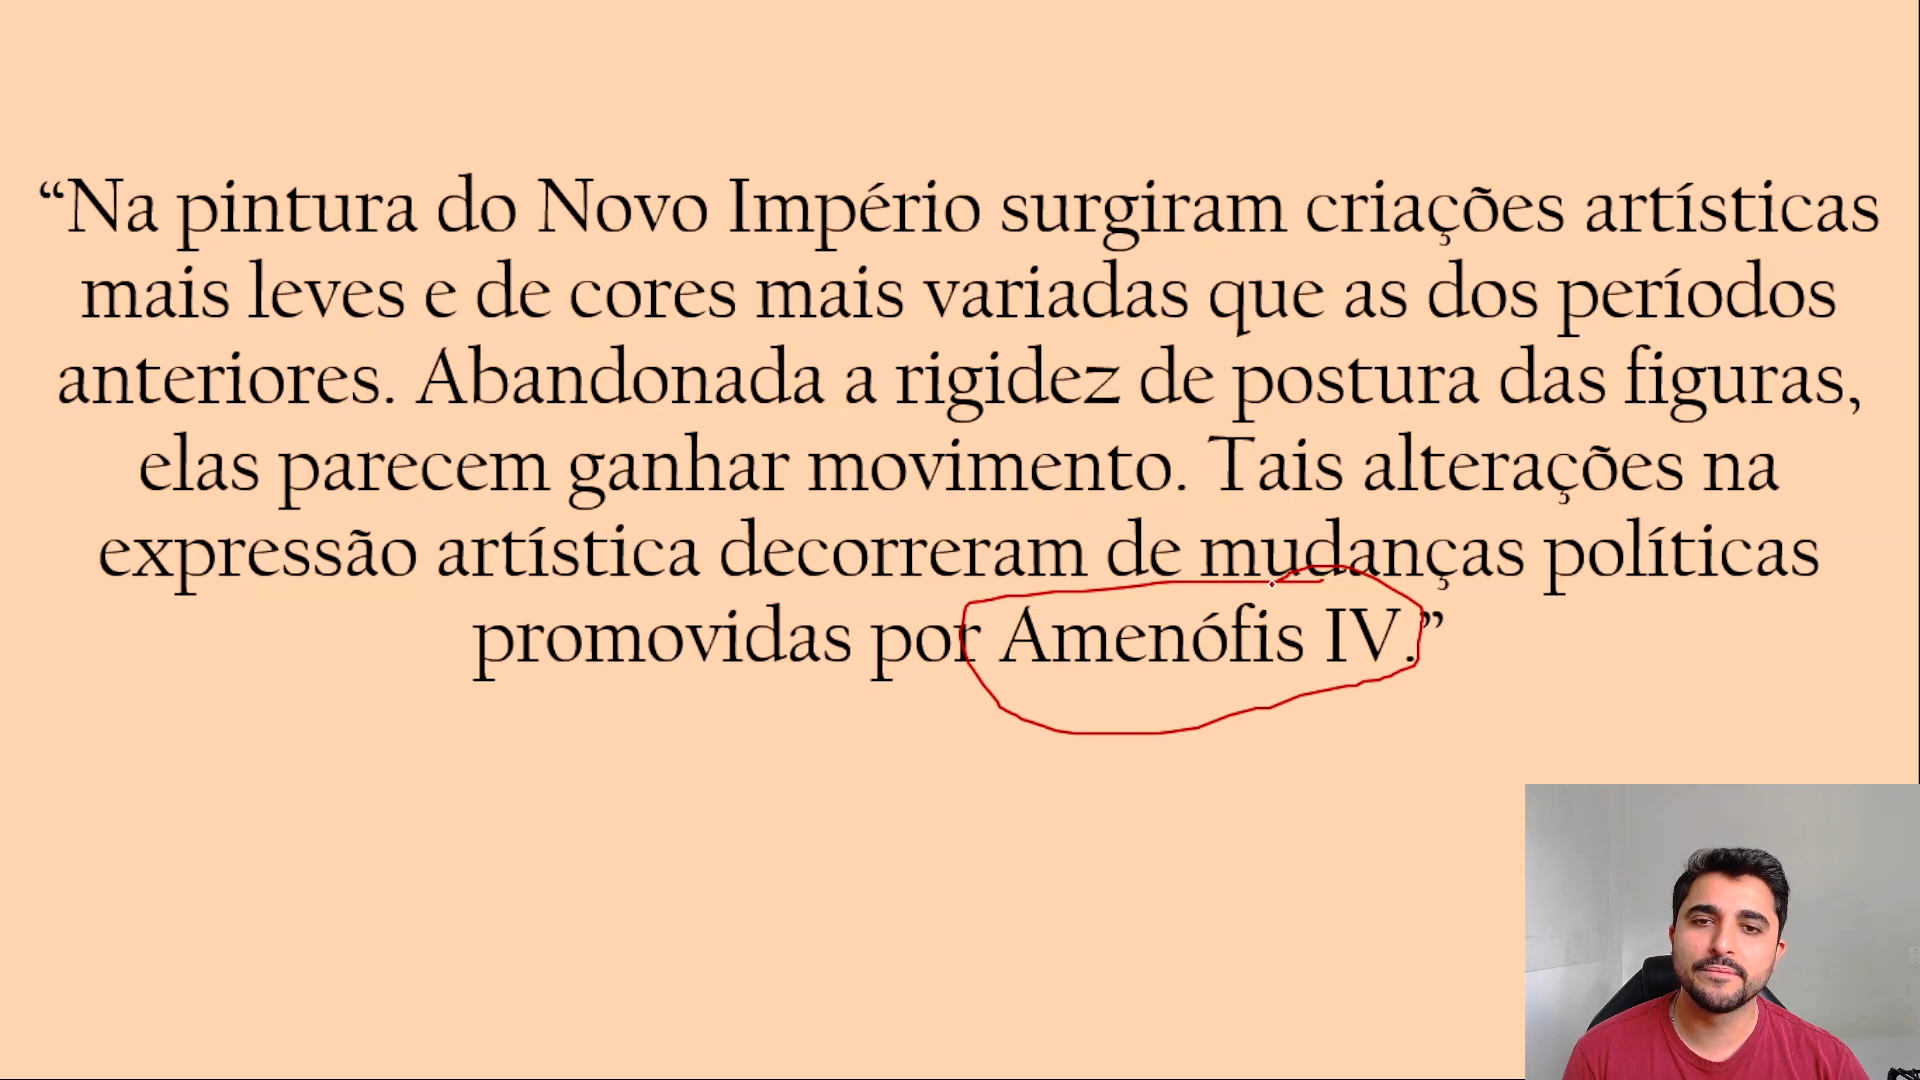 “Na pintura do Novo Império surgiram criações artísticas
mais leves e de cores mais variadas que as dos períodos
anteriores. Abandonada a rigidez de postura das figuras,
elas parecem ganhar movimento. Tais alterações na
expressão artística decorreram de mudanças políticas
promovidas por Amenófis IV.”